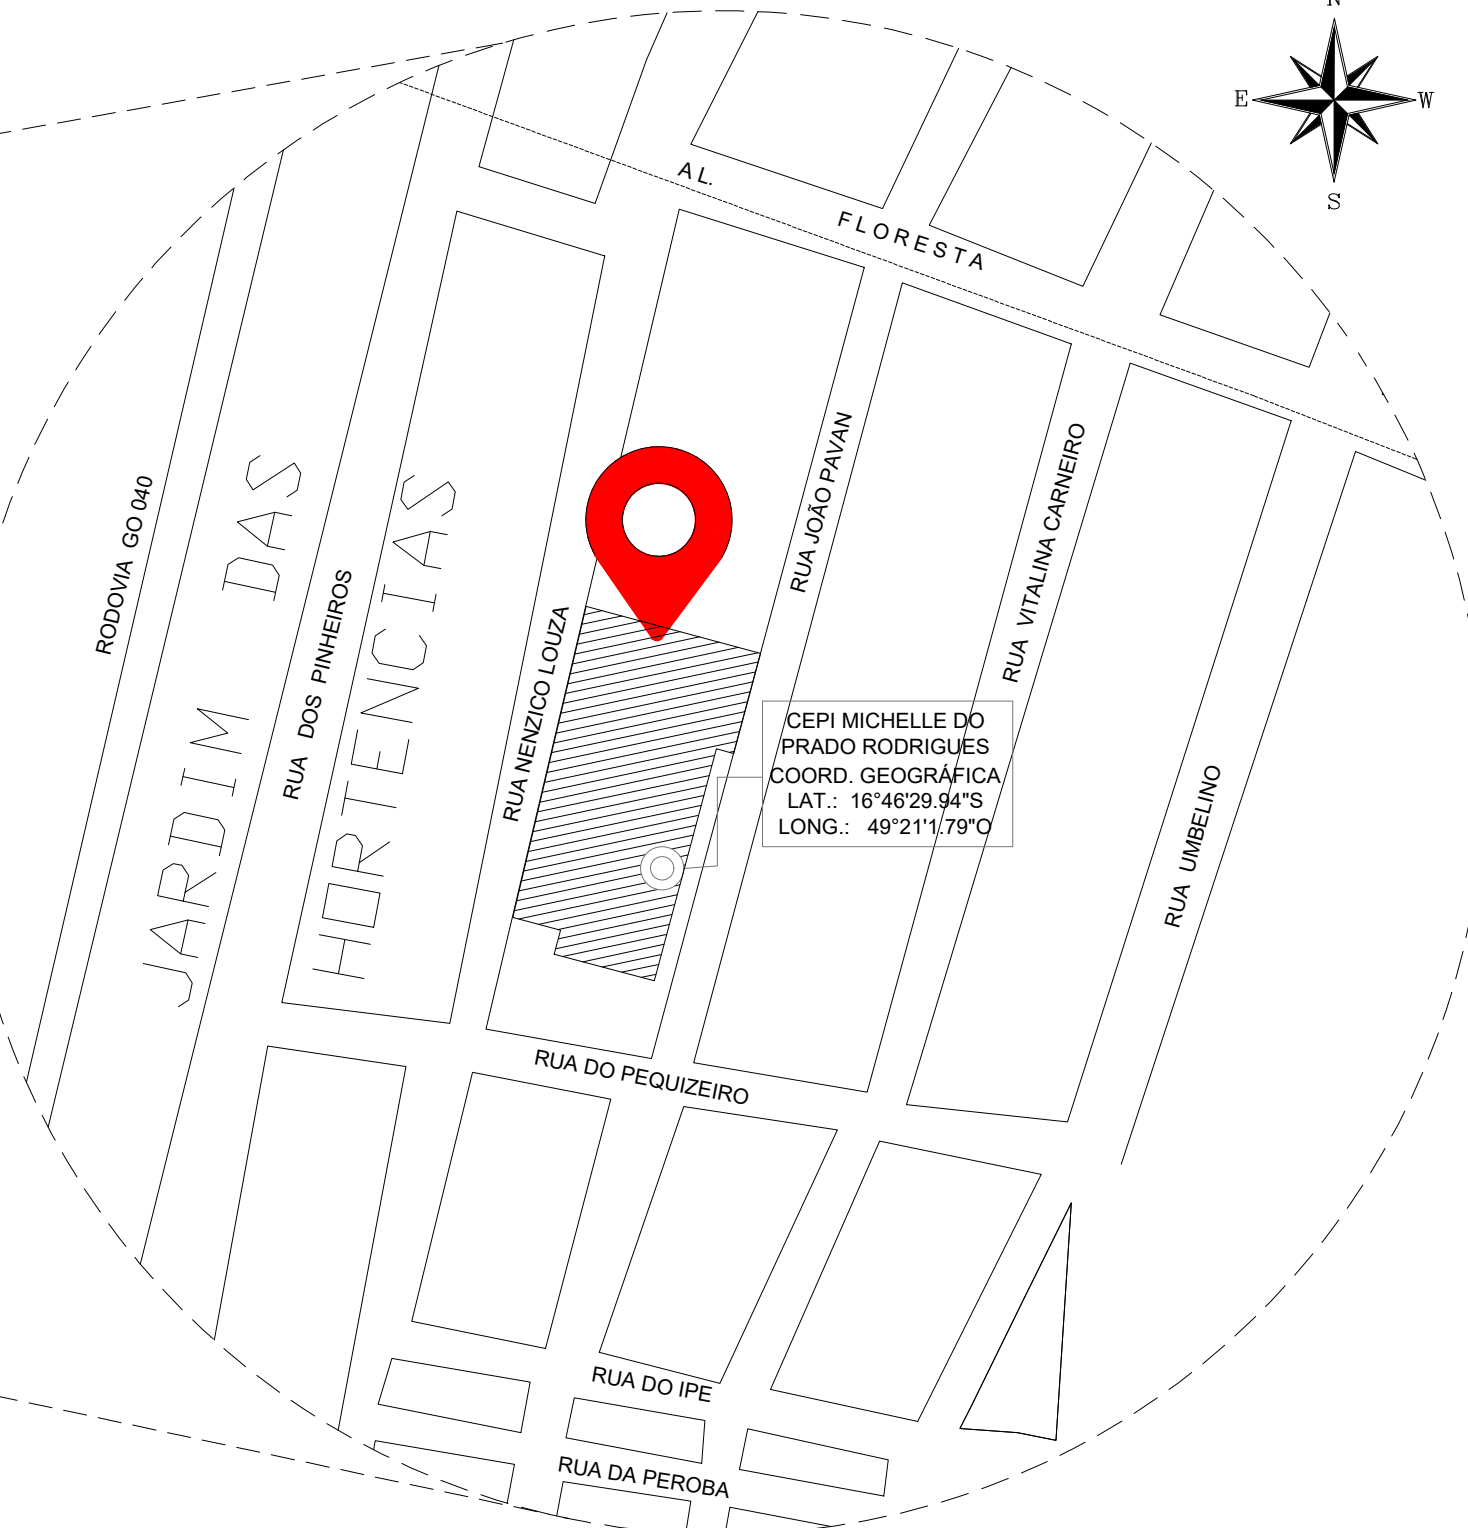 N
E W
S
AL.
FLORESTA
RODOVIA GO 040
JARDIM DAS
HORTENCIAS
RUA DOS PINHEIROS
RUA NENZICO LOUZA
RUA JOÃO PAVAN
RUA VITALINA CARNEIRO
RUA UMBELINO
CEPI MICHELLE DO
PRADO RODRIGUES
COORD. GEOGRÁFICA
LAT.: 16°46'29.94"S
LONG.: 49°21'1.79"O
RUA DO PEQUIZEIRO
RUA DO IPE
RUA DA PEROBA